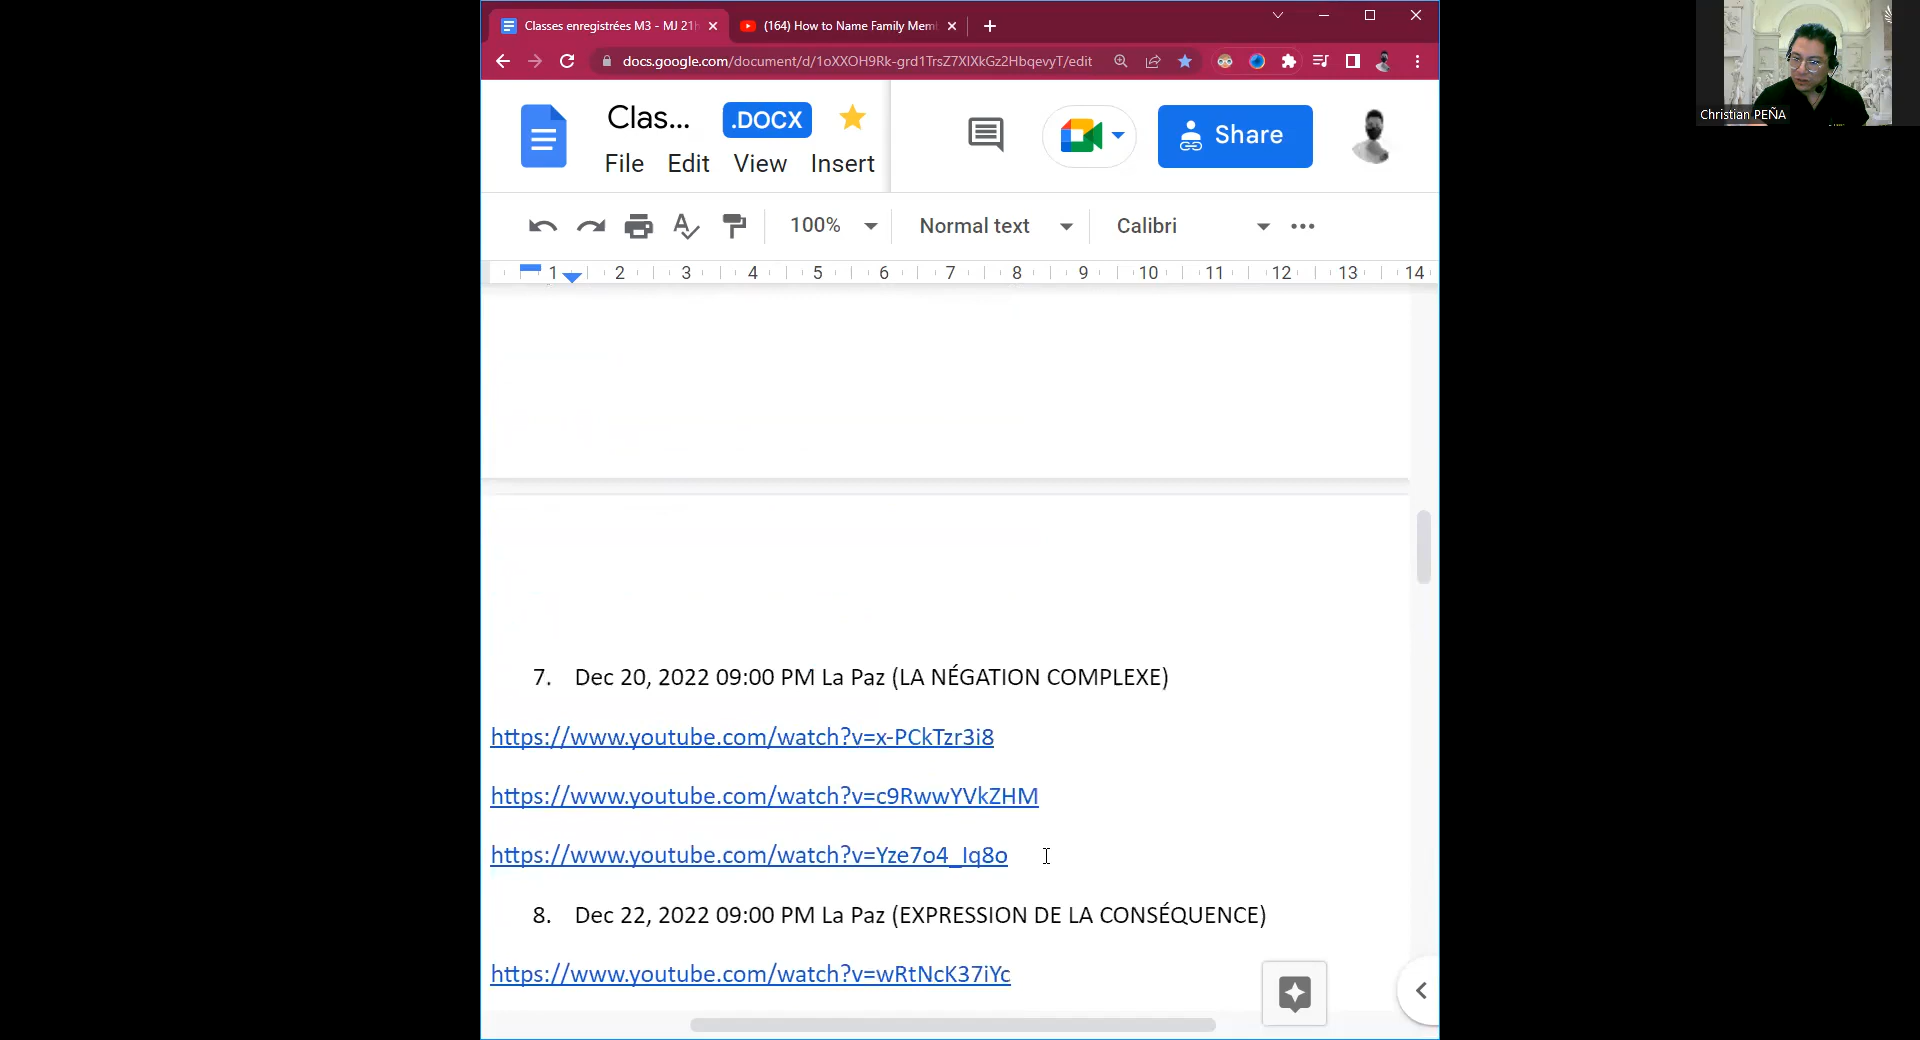 Classes enregistrées M3 - MJ 21h
(164) How to Name Family Mem
docs.google.com/document/d/1oXXOH9Rk-grd1TrsZ7XlXkGz2HbqevyT/edit
Christian PEÑA
Clas... .DOCX
Share
File Edit View Insert
100% Normal text Calibri
1 2 3 4 5 6 7 8 9 10 11 12 13 14
7. Dec 20, 2022 09:00 PM La Paz (LA NÉGATION COMPLEXE)
https://www.youtube.com/watch?v=x-PCkTzr3i8
https://www.youtube.com/watch?v=c9RwwYVkZHM
https://www.youtube.com/watch?v=Yze7o4_Iq8o
8. Dec 22, 2022 09:00 PM La Paz (EXPRESSION DE LA CONSÉQUENCE)
https://www.youtube.com/watch?v=wRtNcK37iYc